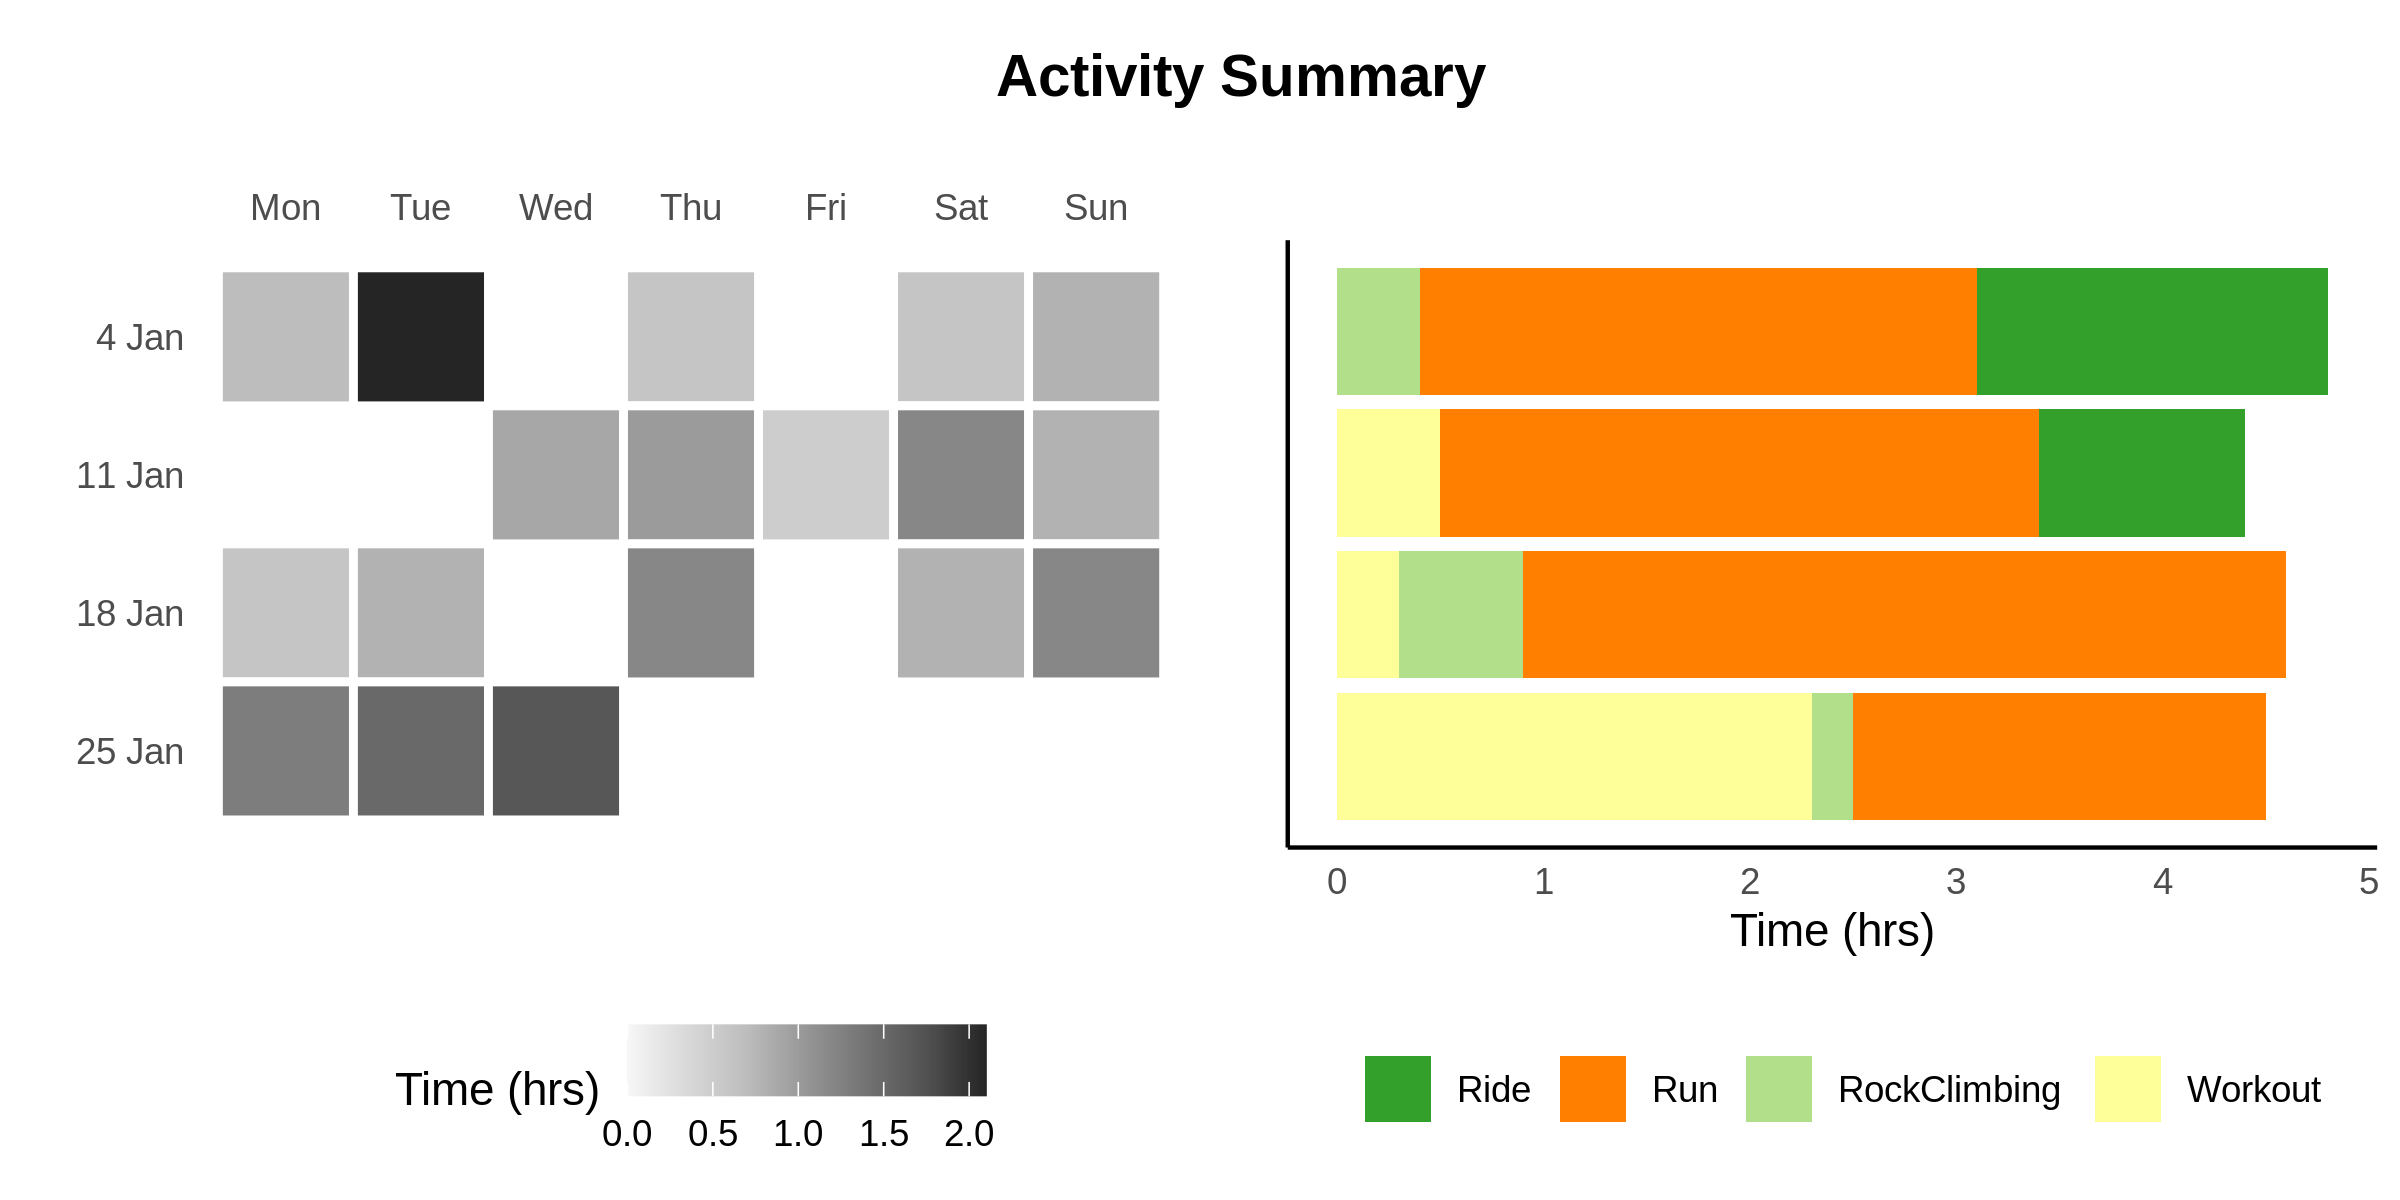 Activity Summary
Mon Tue Wed Thu Fri Sat Sun
4 Jan
11 Jan
18 Jan
25 Jan
0 1 2 3 4 5
Time (hrs)
Time (hrs)
0.0 0.5 1.0 1.5 2.0
Ride Run RockClimbing Workout